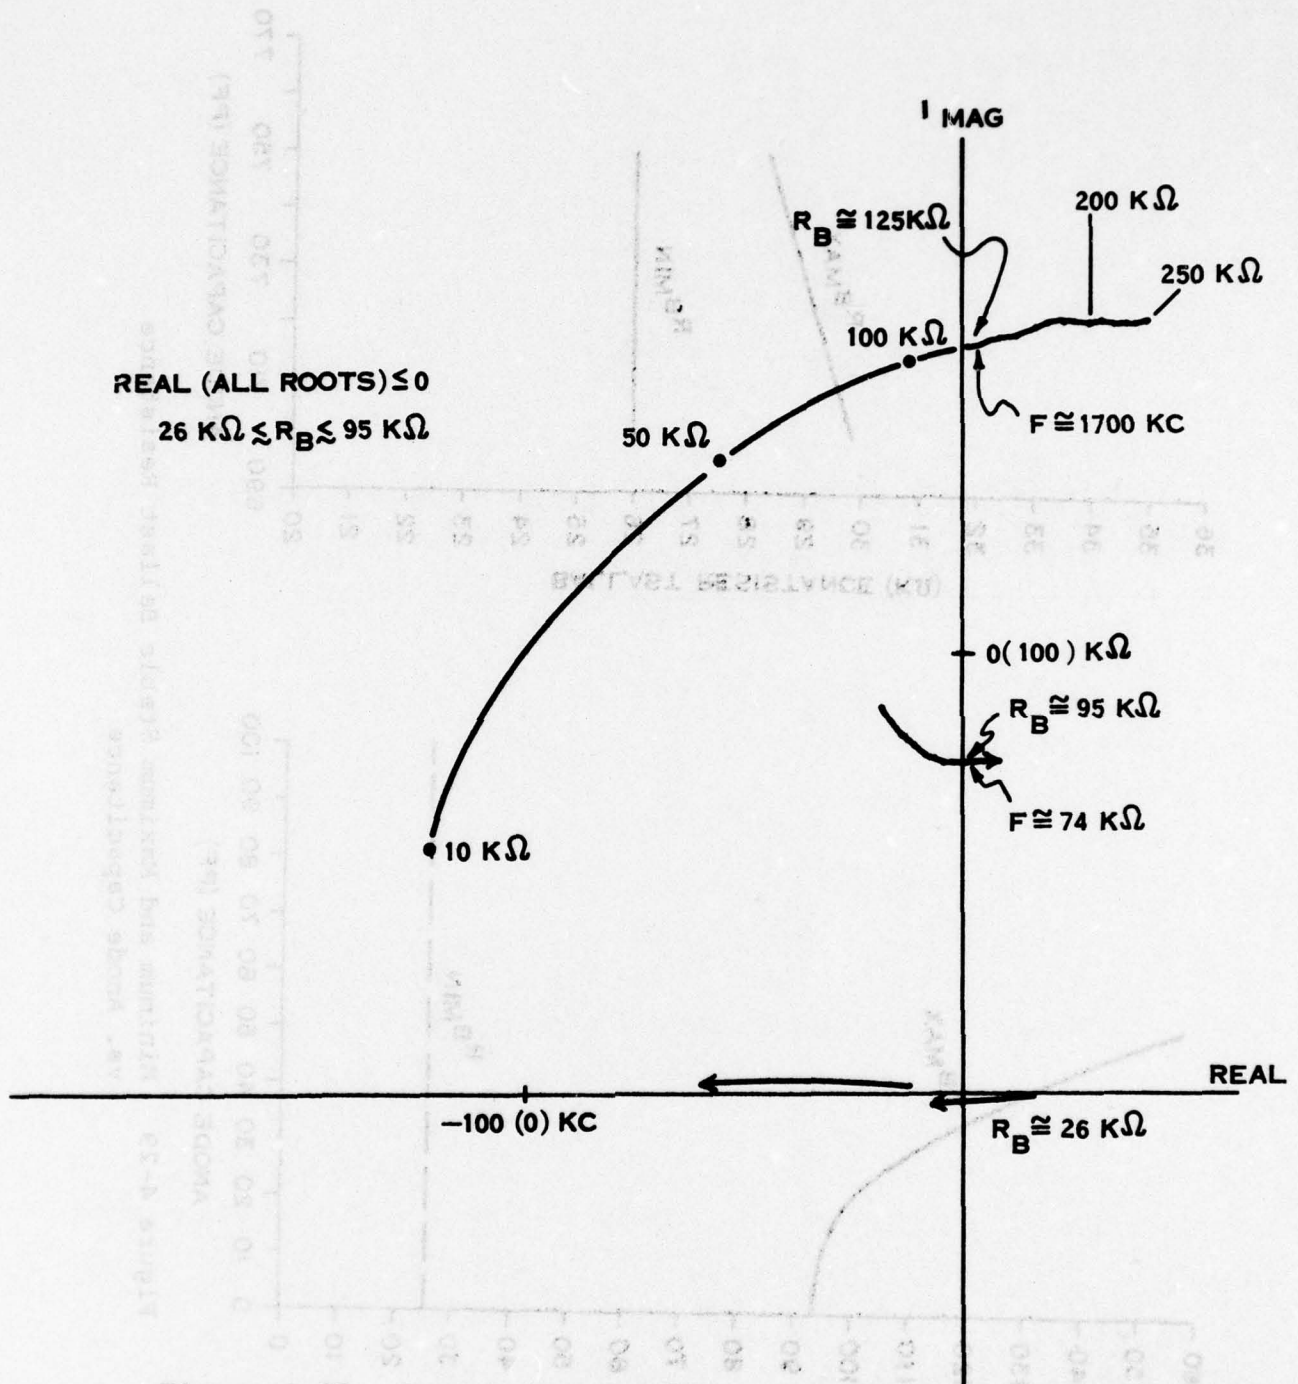 I MAG
200 KΩ
R_B ≅ 125KΩ
250 KΩ
100 KΩ
REAL (ALL ROOTS) ≤ 0
26 KΩ ≲ R_B ≲ 95 KΩ
F ≅ 1700 KC
50 KΩ
0(100) KΩ
R_B ≅ 95 KΩ
F ≅ 74 KΩ
10 KΩ
REAL
–100 (0) KC
R_B ≅ 26 KΩ